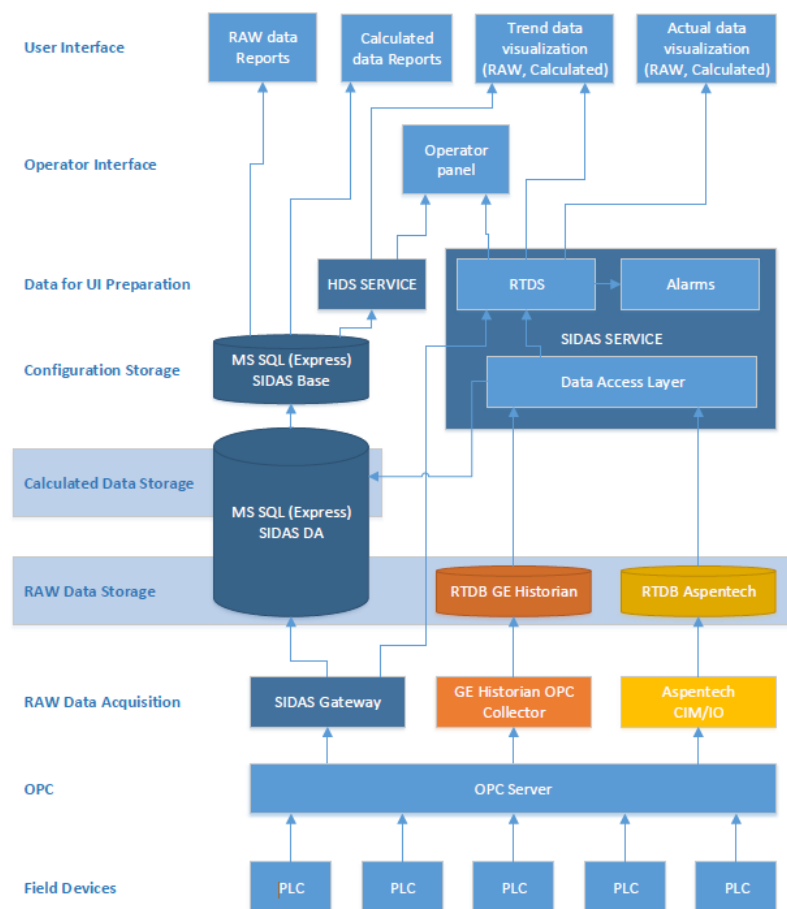 User Interface
RAW data
Reports
Calculated
data Reports
Trend data
visualization
(RAW, Calculated)
Actual data
visualization
(RAW, Calculated)
Operator Interface
Operator
panel
Data for UI Preparation
HDS SERVICE
RTDS
Alarms
SIDAS SERVICE
Configuration Storage
MS SQL (Express)
SIDAS Base
Data Access Layer
Calculated Data Storage
MS SQL (Express)
SIDAS DA
RAW Data Storage
RTDB GE Historian
RTDB Aspentech
RAW Data Acquisition
SIDAS Gateway
GE Historian OPC
Collector
Aspentech
CIM/IO
OPC
OPC Server
Field Devices
PLC
PLC
PLC
PLC
PLC